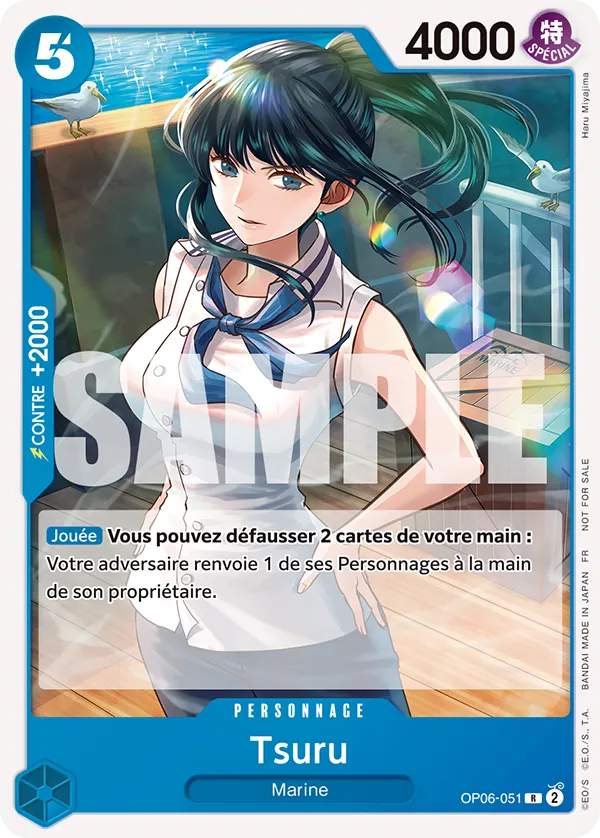 5
4000
特
SPÉCIAL
Haru Miyajima
CONTRE +2000
MARINE
SAMPLE
Jouée Vous pouvez défausser 2 cartes de votre main :
Votre adversaire renvoie 1 de ses Personnages à la main
de son propriétaire.
PERSONNAGE
Tsuru
Marine
OP06-051 R 2
©E.O/S ©E.O./S., T.A. BANDAI MADE IN JAPAN FR NOT FOR SALE